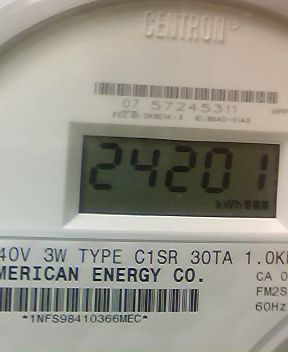 CENTRON
07 57245311
24201
kWh
40V 3W TYPE C1SR 30TA 1.0K
MERICAN ENERGY CO.
CA 0
FM2S
60Hz
*1NFS98410366MEC*